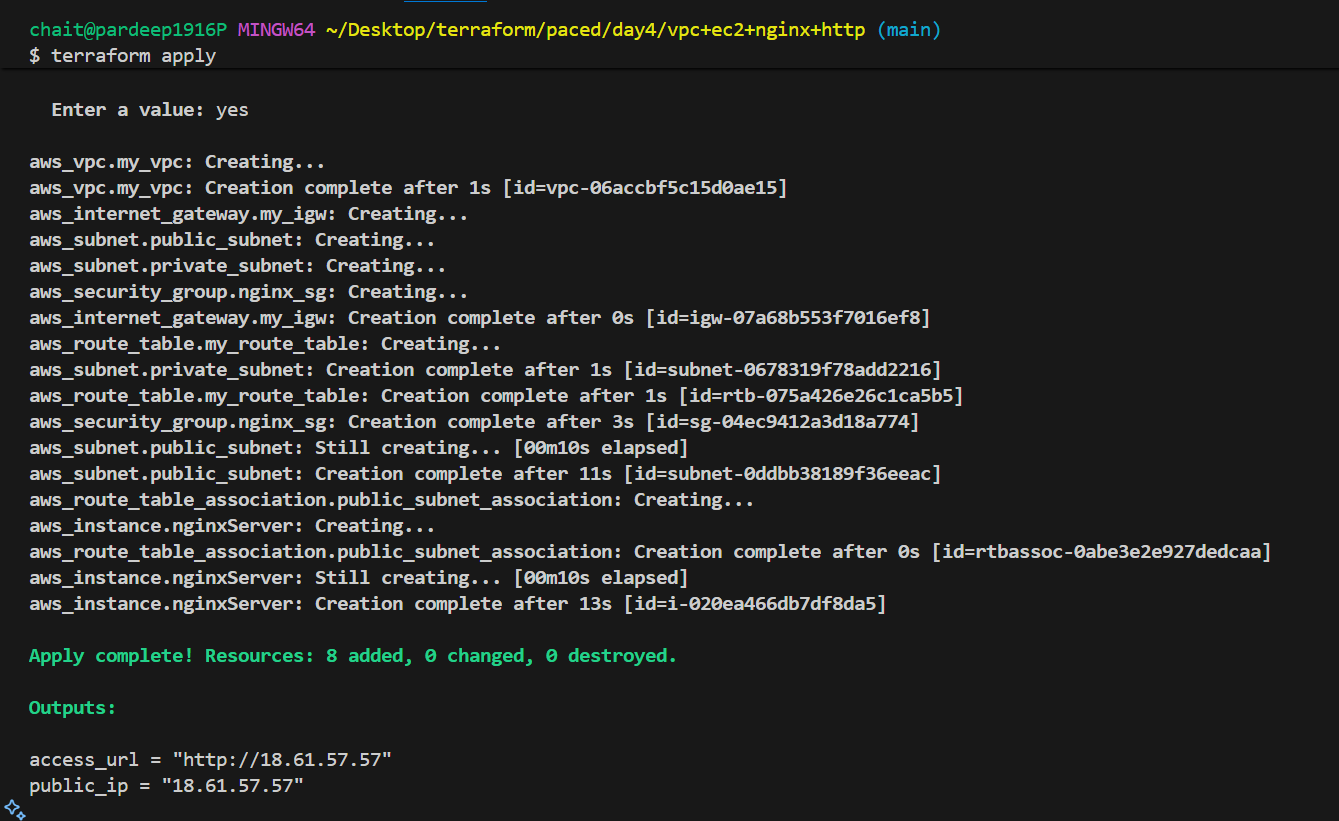 chait@pardeep1916P MINGW64 ~/Desktop/terraform/paced/day4/vpc+ec2+nginx+http (main)
$ terraform apply
Enter a value: yes
aws_vpc.my_vpc: Creating...
aws_vpc.my_vpc: Creation complete after 1s [id=vpc-06accbf5c15d0ae15]
aws_internet_gateway.my_igw: Creating...
aws_subnet.public_subnet: Creating...
aws_subnet.private_subnet: Creating...
aws_security_group.nginx_sg: Creating...
aws_internet_gateway.my_igw: Creation complete after 0s [id=igw-07a68b553f7016ef8]
aws_route_table.my_route_table: Creating...
aws_subnet.private_subnet: Creation complete after 1s [id=subnet-0678319f78add2216]
aws_route_table.my_route_table: Creation complete after 1s [id=rtb-075a426e26c1ca5b5]
aws_security_group.nginx_sg: Creation complete after 3s [id=sg-04ec9412a3d18a774]
aws_subnet.public_subnet: Still creating... [00m10s elapsed]
aws_subnet.public_subnet: Creation complete after 11s [id=subnet-0ddbb38189f36eeac]
aws_route_table_association.public_subnet_association: Creating...
aws_instance.nginxServer: Creating...
aws_route_table_association.public_subnet_association: Creation complete after 0s [id=rtbassoc-0abe3e2e927dedcaa]
aws_instance.nginxServer: Still creating... [00m10s elapsed]
aws_instance.nginxServer: Creation complete after 13s [id=i-020ea466db7df8da5]
Apply complete! Resources: 8 added, 0 changed, 0 destroyed.
Outputs:
access_url = "http://18.61.57.57"
public_ip = "18.61.57.57"